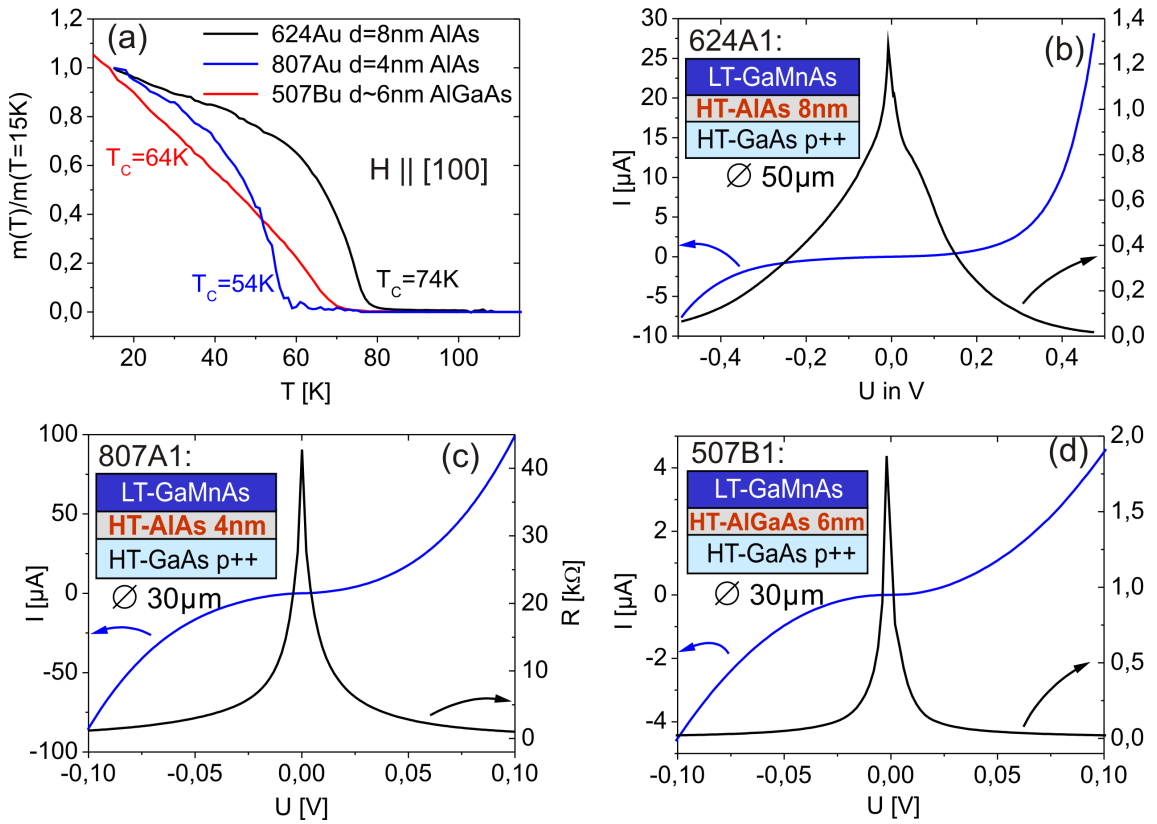 (a)
624Au d=8nm AlAs
807Au d=4nm AlAs
507Bu d~6nm AlGaAs
T_C=64K
H || [100]
T_C=54K
T_C=74K
m(T)/m(T=15K)
1,2
1,0
0,8
0,6
0,4
0,2
0,0
20 40 60 80 100
T [K]
624A1:
(b)
LT-GaMnAs
HT-AlAs 8nm
HT-GaAs p++
∅ 50µm
I [µA]
30
25
20
15
10
5
0
-5
-10
1,4
1,2
1,0
0,8
0,6
0,4
0,2
0,0
-0,4 -0,2 0,0 0,2 0,4
U in V
807A1:
(c)
LT-GaMnAs
HT-AlAs 4nm
HT-GaAs p++
∅ 30µm
I [µA]
100
50
0
-50
-100
R [kΩ]
40
30
20
10
0
-0,10 -0,05 0,00 0,05 0,10
U [V]
507B1:
(d)
LT-GaMnAs
HT-AlGaAs 6nm
HT-GaAs p++
∅ 30µm
I [µA]
4
2
0
-2
-4
2,0
1,5
1,0
0,5
0,0
-0,10 -0,05 0,00 0,05 0,10
U [V]